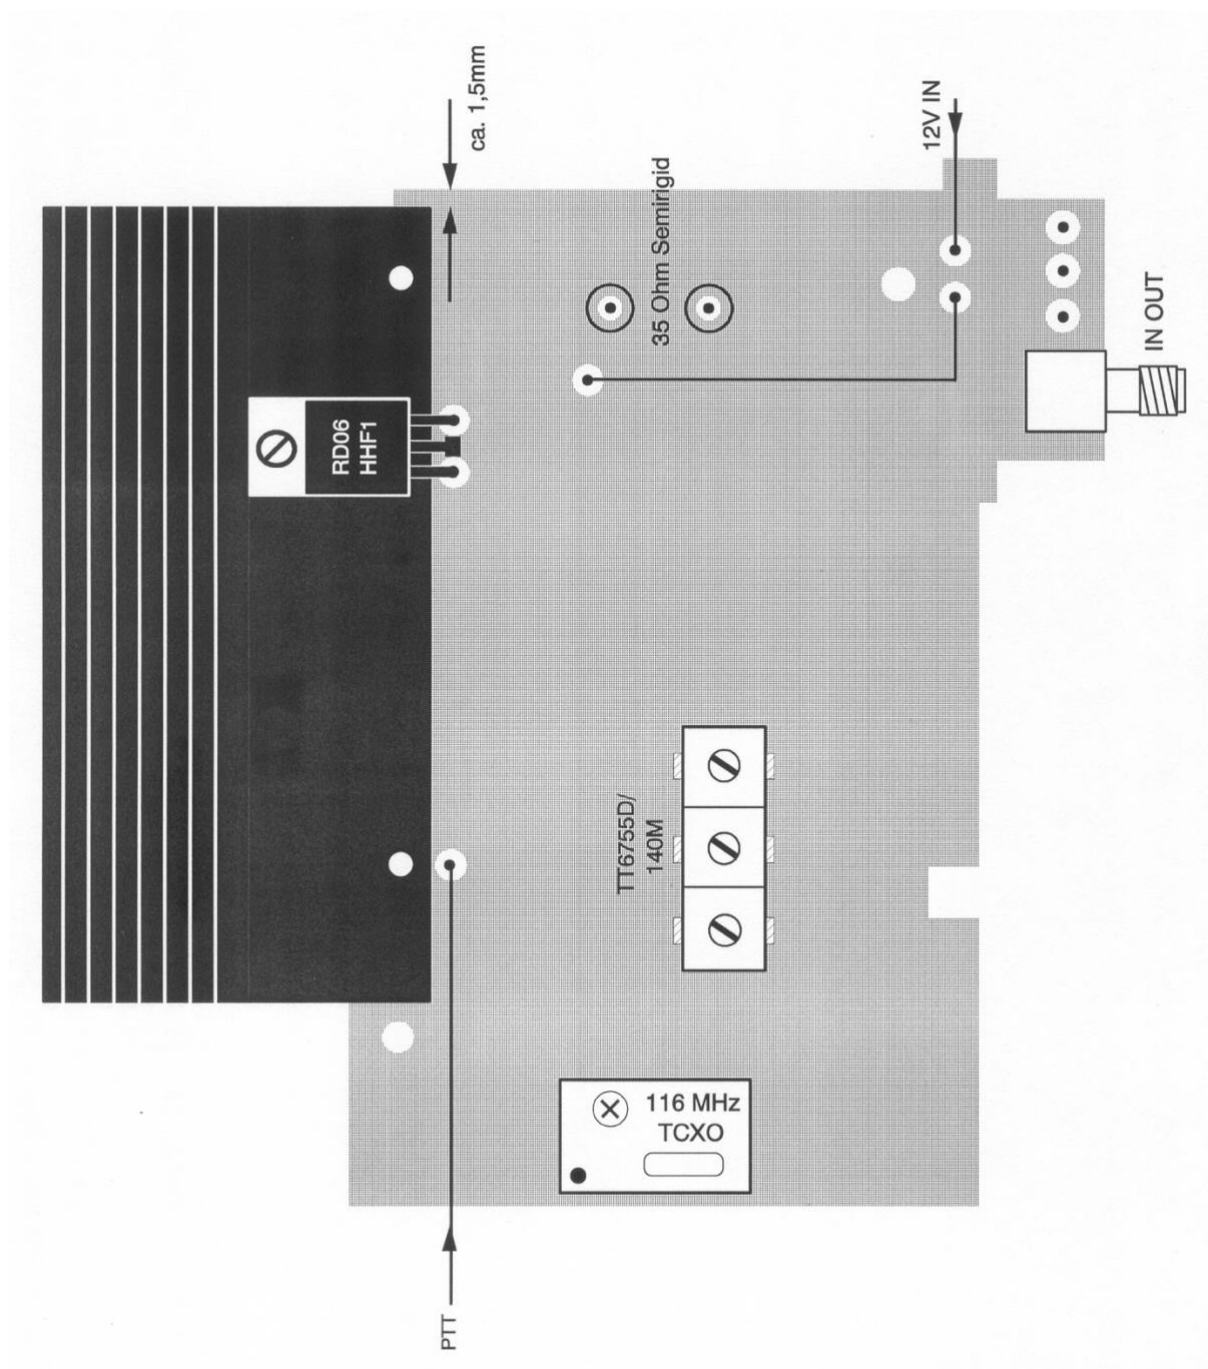 ca. 1,5mm
12V IN
35 Ohm Semirigid
IN OUT
RD06
HHF1
TT6755D/
140M
116 MHz
TCXO
PTT